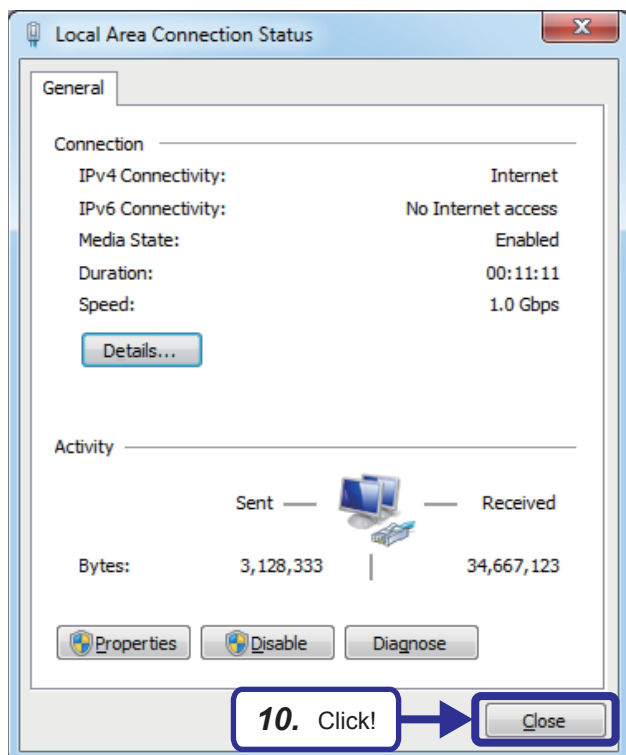 Local Area Connection Status
General
Connection
IPv4 Connectivity: Internet
IPv6 Connectivity: No Internet access
Media State: Enabled
Duration: 00:11:11
Speed: 1.0 Gbps
Details...
Activity
Sent Received
Bytes: 3,128,333 34,667,123
Properties Disable Diagnose
10. Click! Close